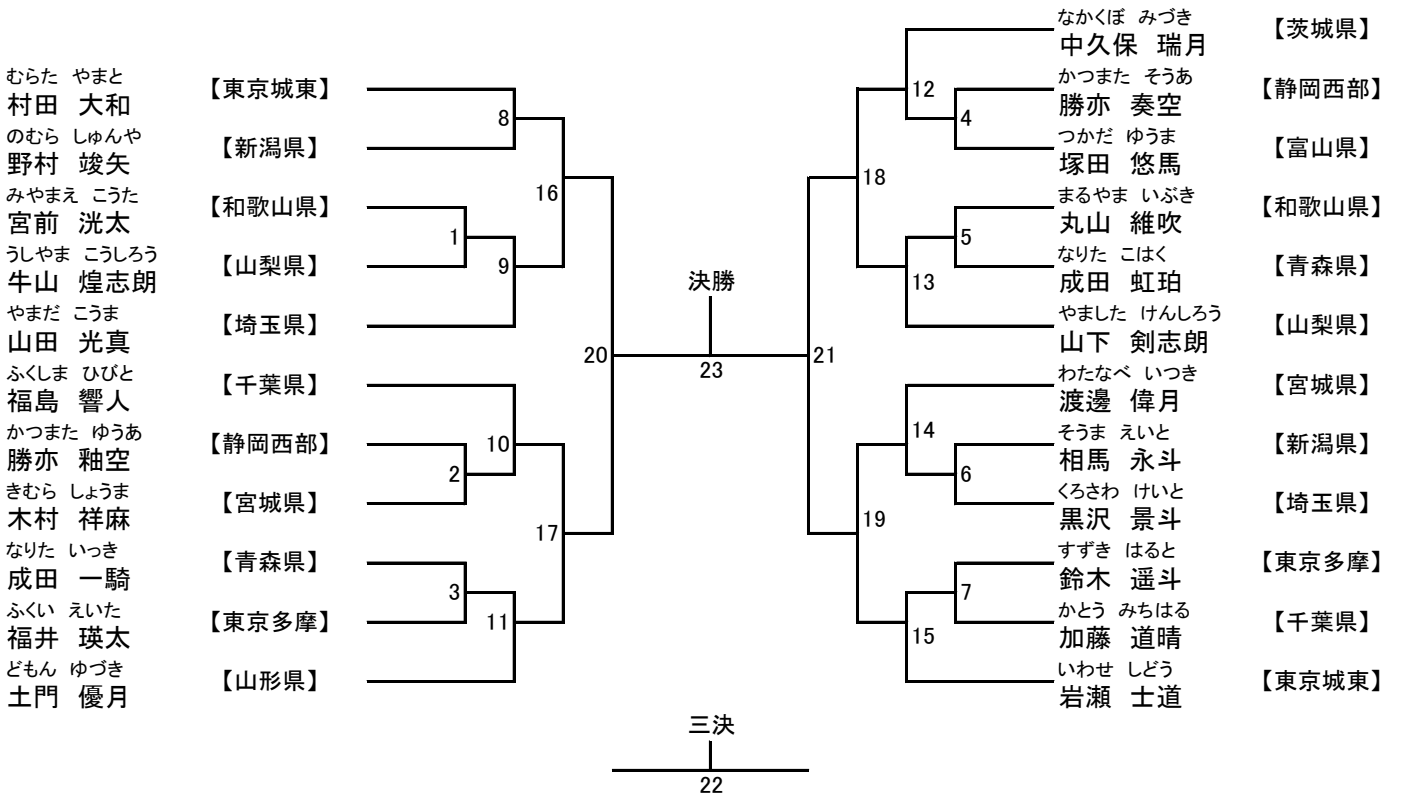 むらた やまと
村田 大和 【東京城東】
のむら しゅんや
野村 竣矢 【新潟県】
みやまえ こうた
宮前 洸太 【和歌山県】
うしやま こうしろう
牛山 煌志朗 【山梨県】
やまだ こうま
山田 光真 【埼玉県】
ふくしま ひびと
福島 響人 【千葉県】
かつまた ゆうあ
勝亦 釉空 【静岡西部】
きむら しょうま
木村 祥麻 【宮城県】
なりた いっき
成田 一騎 【青森県】
ふくい えいた
福井 瑛太 【東京多摩】
どもん ゆづき
土門 優月 【山形県】
8
1
9
16
2
10
3
11
17
20
決勝
23
三決
22
21
18
12
4
5
13
14
6
19
7
15
なかくぼ みづき
中久保 瑞月 【茨城県】
かつまた そうあ
勝亦 奏空 【静岡西部】
つかだ ゆうま
塚田 悠馬 【富山県】
まるやま いぶき
丸山 維吹 【和歌山県】
なりた こはく
成田 虹珀 【青森県】
やました けんしろう
山下 剣志朗 【山梨県】
わたなべ いつき
渡邊 偉月 【宮城県】
そうま えいと
相馬 永斗 【新潟県】
くろさわ けいと
黒沢 景斗 【埼玉県】
すずき はると
鈴木 遥斗 【東京多摩】
かとう みちはる
加藤 道晴 【千葉県】
いわせ しどう
岩瀬 士道 【東京城東】